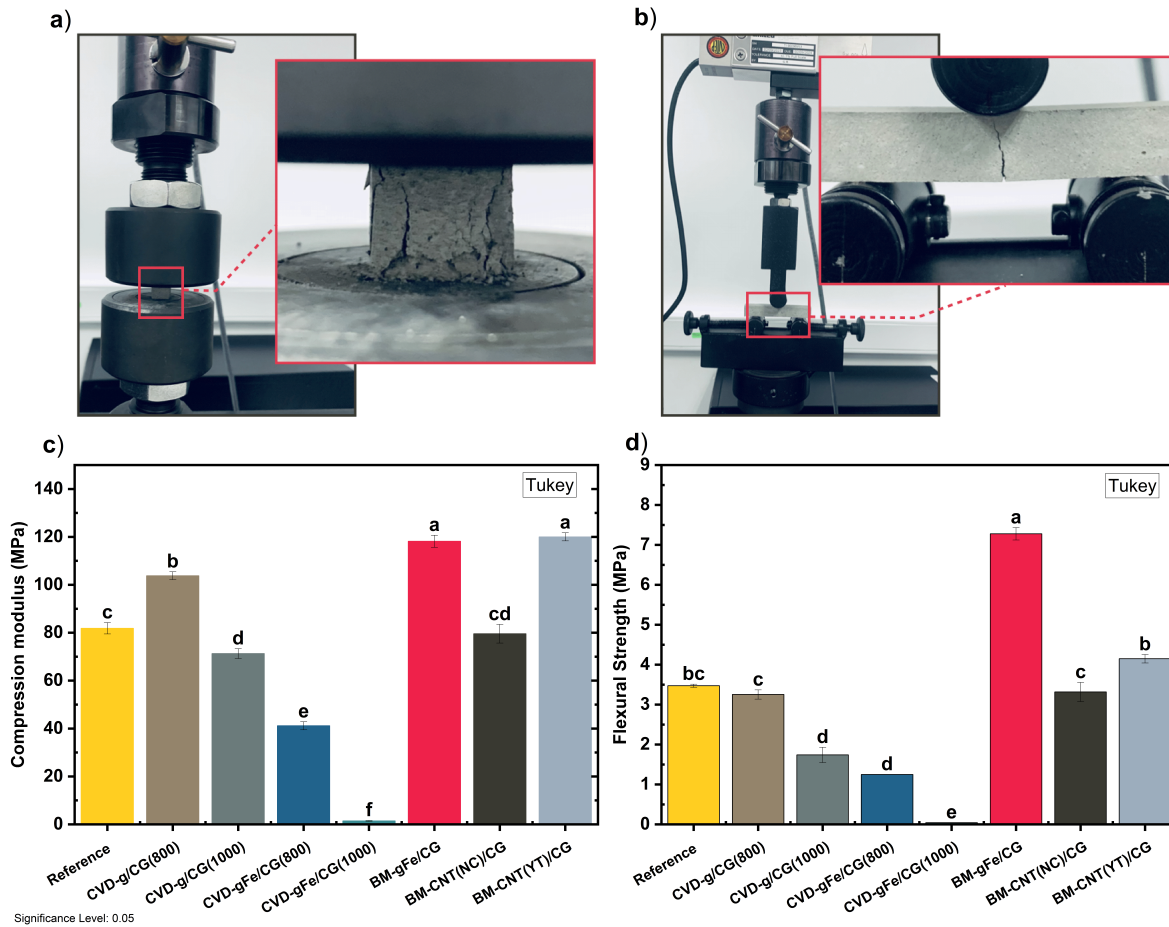 a)
b)
c)
Tukey
Compression modulus (MPa)
140
120
100
80
60
40
20
0
c
b
d
e
f
a
cd
a
Reference
CVD-g/CG(800)
CVD-g/CG(1000)
CVD-gFe/CG(800)
CVD-gFe/CG(1000)
BM-gFe/CG
BM-CNT(NC)/CG
BM-CNT(YT)/CG
Significance Level: 0.05
d)
Tukey
Flexural Strength (MPa)
9
8
7
6
5
4
3
2
1
0
bc
c
d
d
e
a
c
b
Reference
CVD-g/CG(800)
CVD-g/CG(1000)
CVD-gFe/CG(800)
CVD-gFe/CG(1000)
BM-gFe/CG
BM-CNT(NC)/CG
BM-CNT(YT)/CG